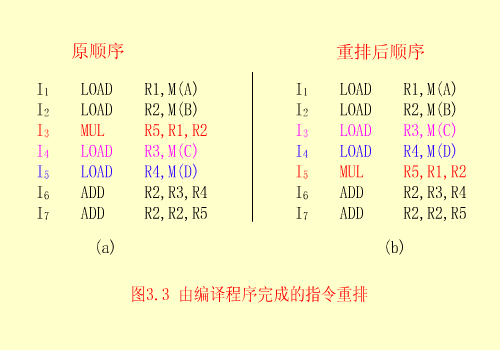 原顺序 重排后顺序
I1 LOAD R1,M(A) I1 LOAD R1,M(A)
I2 LOAD R2,M(B) I2 LOAD R2,M(B)
I3 MUL R5,R1,R2 I3 LOAD R3,M(C)
I4 LOAD R3,M(C) I4 LOAD R4,M(D)
I5 LOAD R4,M(D) I5 MUL R5,R1,R2
I6 ADD R2,R3,R4 I6 ADD R2,R3,R4
I7 ADD R2,R2,R5 I7 ADD R2,R2,R5
(a) (b)
图3.3 由编译程序完成的指令重排